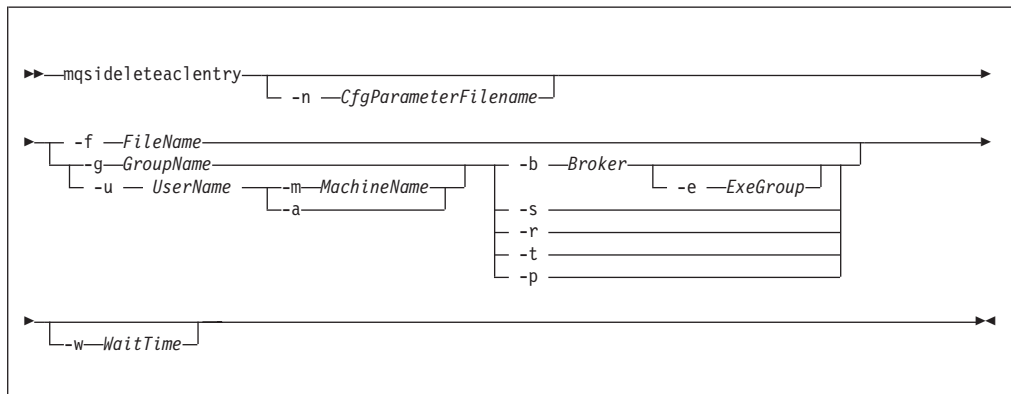 mqsideleteaclentry
-n CfgParameterFilename
-f FileName
-g GroupName -b Broker
-u UserName -m MachineName -e ExeGroup
-a -s
-r
-t
-p
-w WaitTime